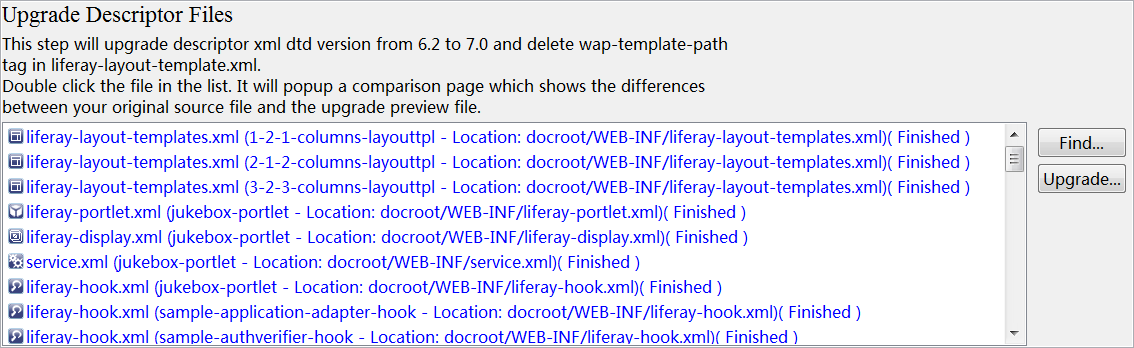 Upgrade Descriptor Files
This step will upgrade descriptor xml dtd version from 6.2 to 7.0 and delete wap-template-path
tag in liferay-layout-template.xml.
Double click the file in the list. It will popup a comparison page which shows the differences
between your original source file and the upgrade preview file.
liferay-layout-templates.xml (1-2-1-columns-layouttpl - Location: docroot/WEB-INF/liferay-layout-templates.xml)( Finished )
Find...
liferay-layout-templates.xml (2-1-2-columns-layouttpl - Location: docroot/WEB-INF/liferay-layout-templates.xml)( Finished )
Upgrade...
liferay-layout-templates.xml (3-2-3-columns-layouttpl - Location: docroot/WEB-INF/liferay-layout-templates.xml)( Finished )
liferay-portlet.xml (jukebox-portlet - Location: docroot/WEB-INF/liferay-portlet.xml)( Finished )
liferay-display.xml (jukebox-portlet - Location: docroot/WEB-INF/liferay-display.xml)( Finished )
service.xml (jukebox-portlet - Location: docroot/WEB-INF/service.xml)( Finished )
liferay-hook.xml (jukebox-portlet - Location: docroot/WEB-INF/liferay-hook.xml)( Finished )
liferay-hook.xml (sample-application-adapter-hook - Location: docroot/WEB-INF/liferay-hook.xml)( Finished )
liferay-hook.xml (sample-authverifier-hook - Location: docroot/WEB-INF/liferay-hook.xml)( Finished )